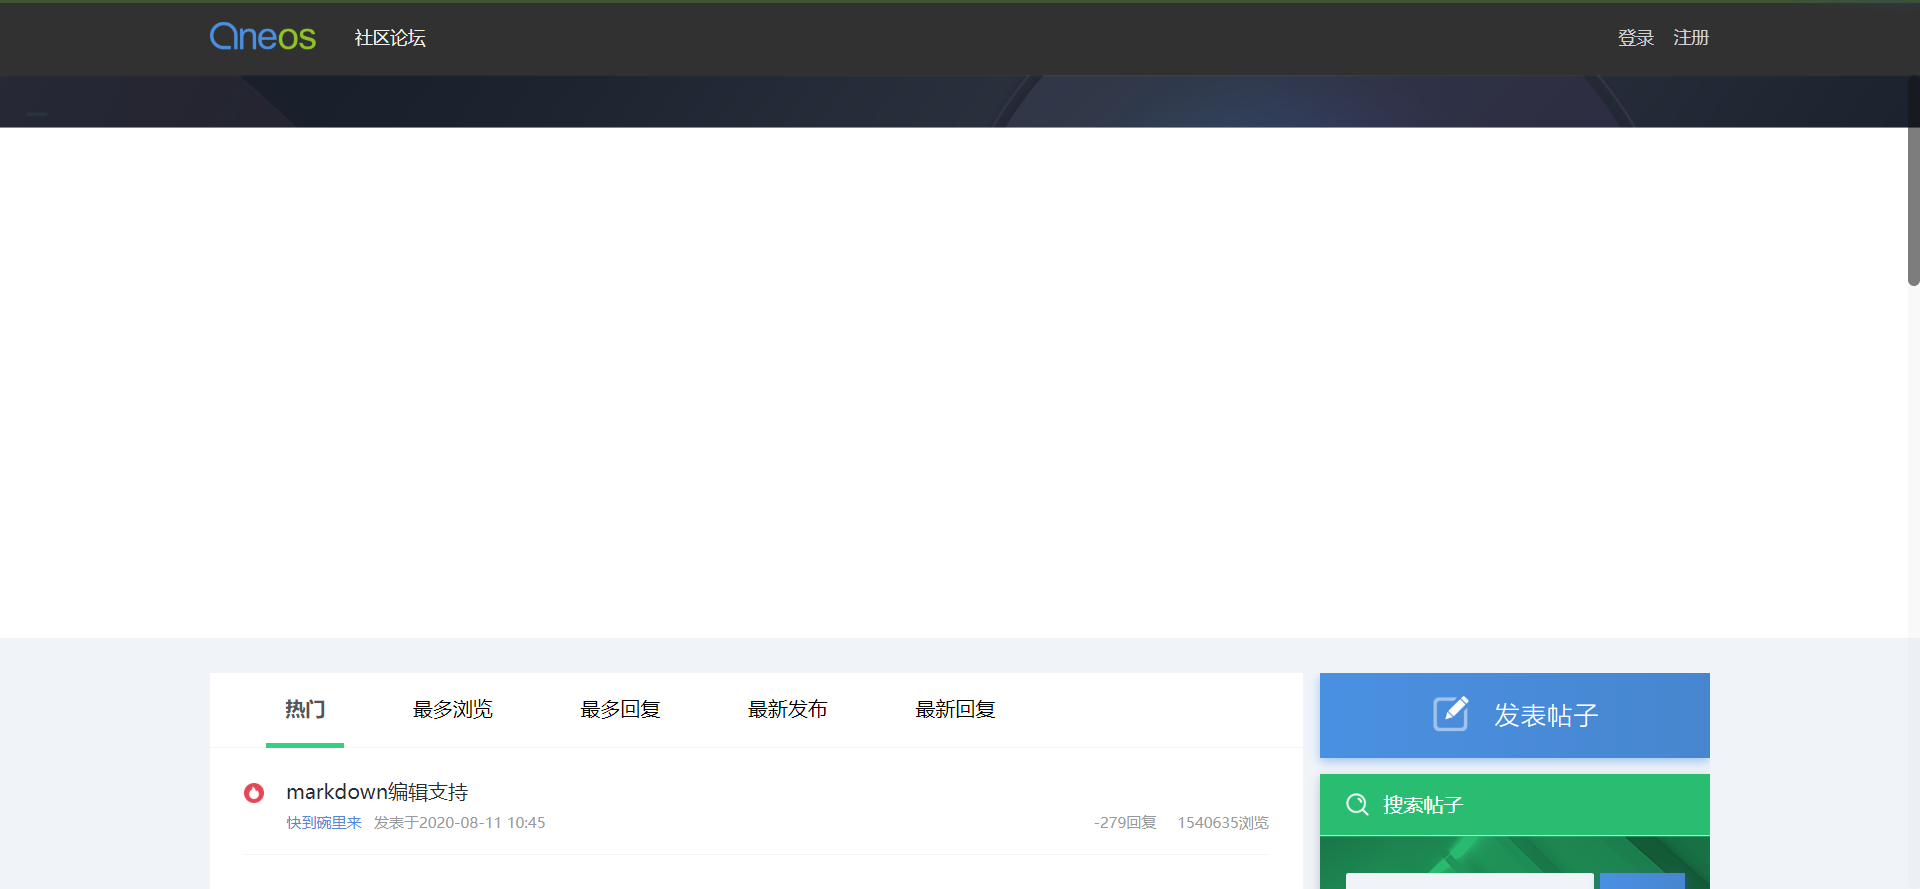 Oneos
社区论坛
登录
注册
热门
最多浏览
最多回复
最新发布
最新回复
markdown编辑支持
快到碗里来 发表于2020-08-11 10:45
-279回复
1540635浏览
发表帖子
搜索帖子